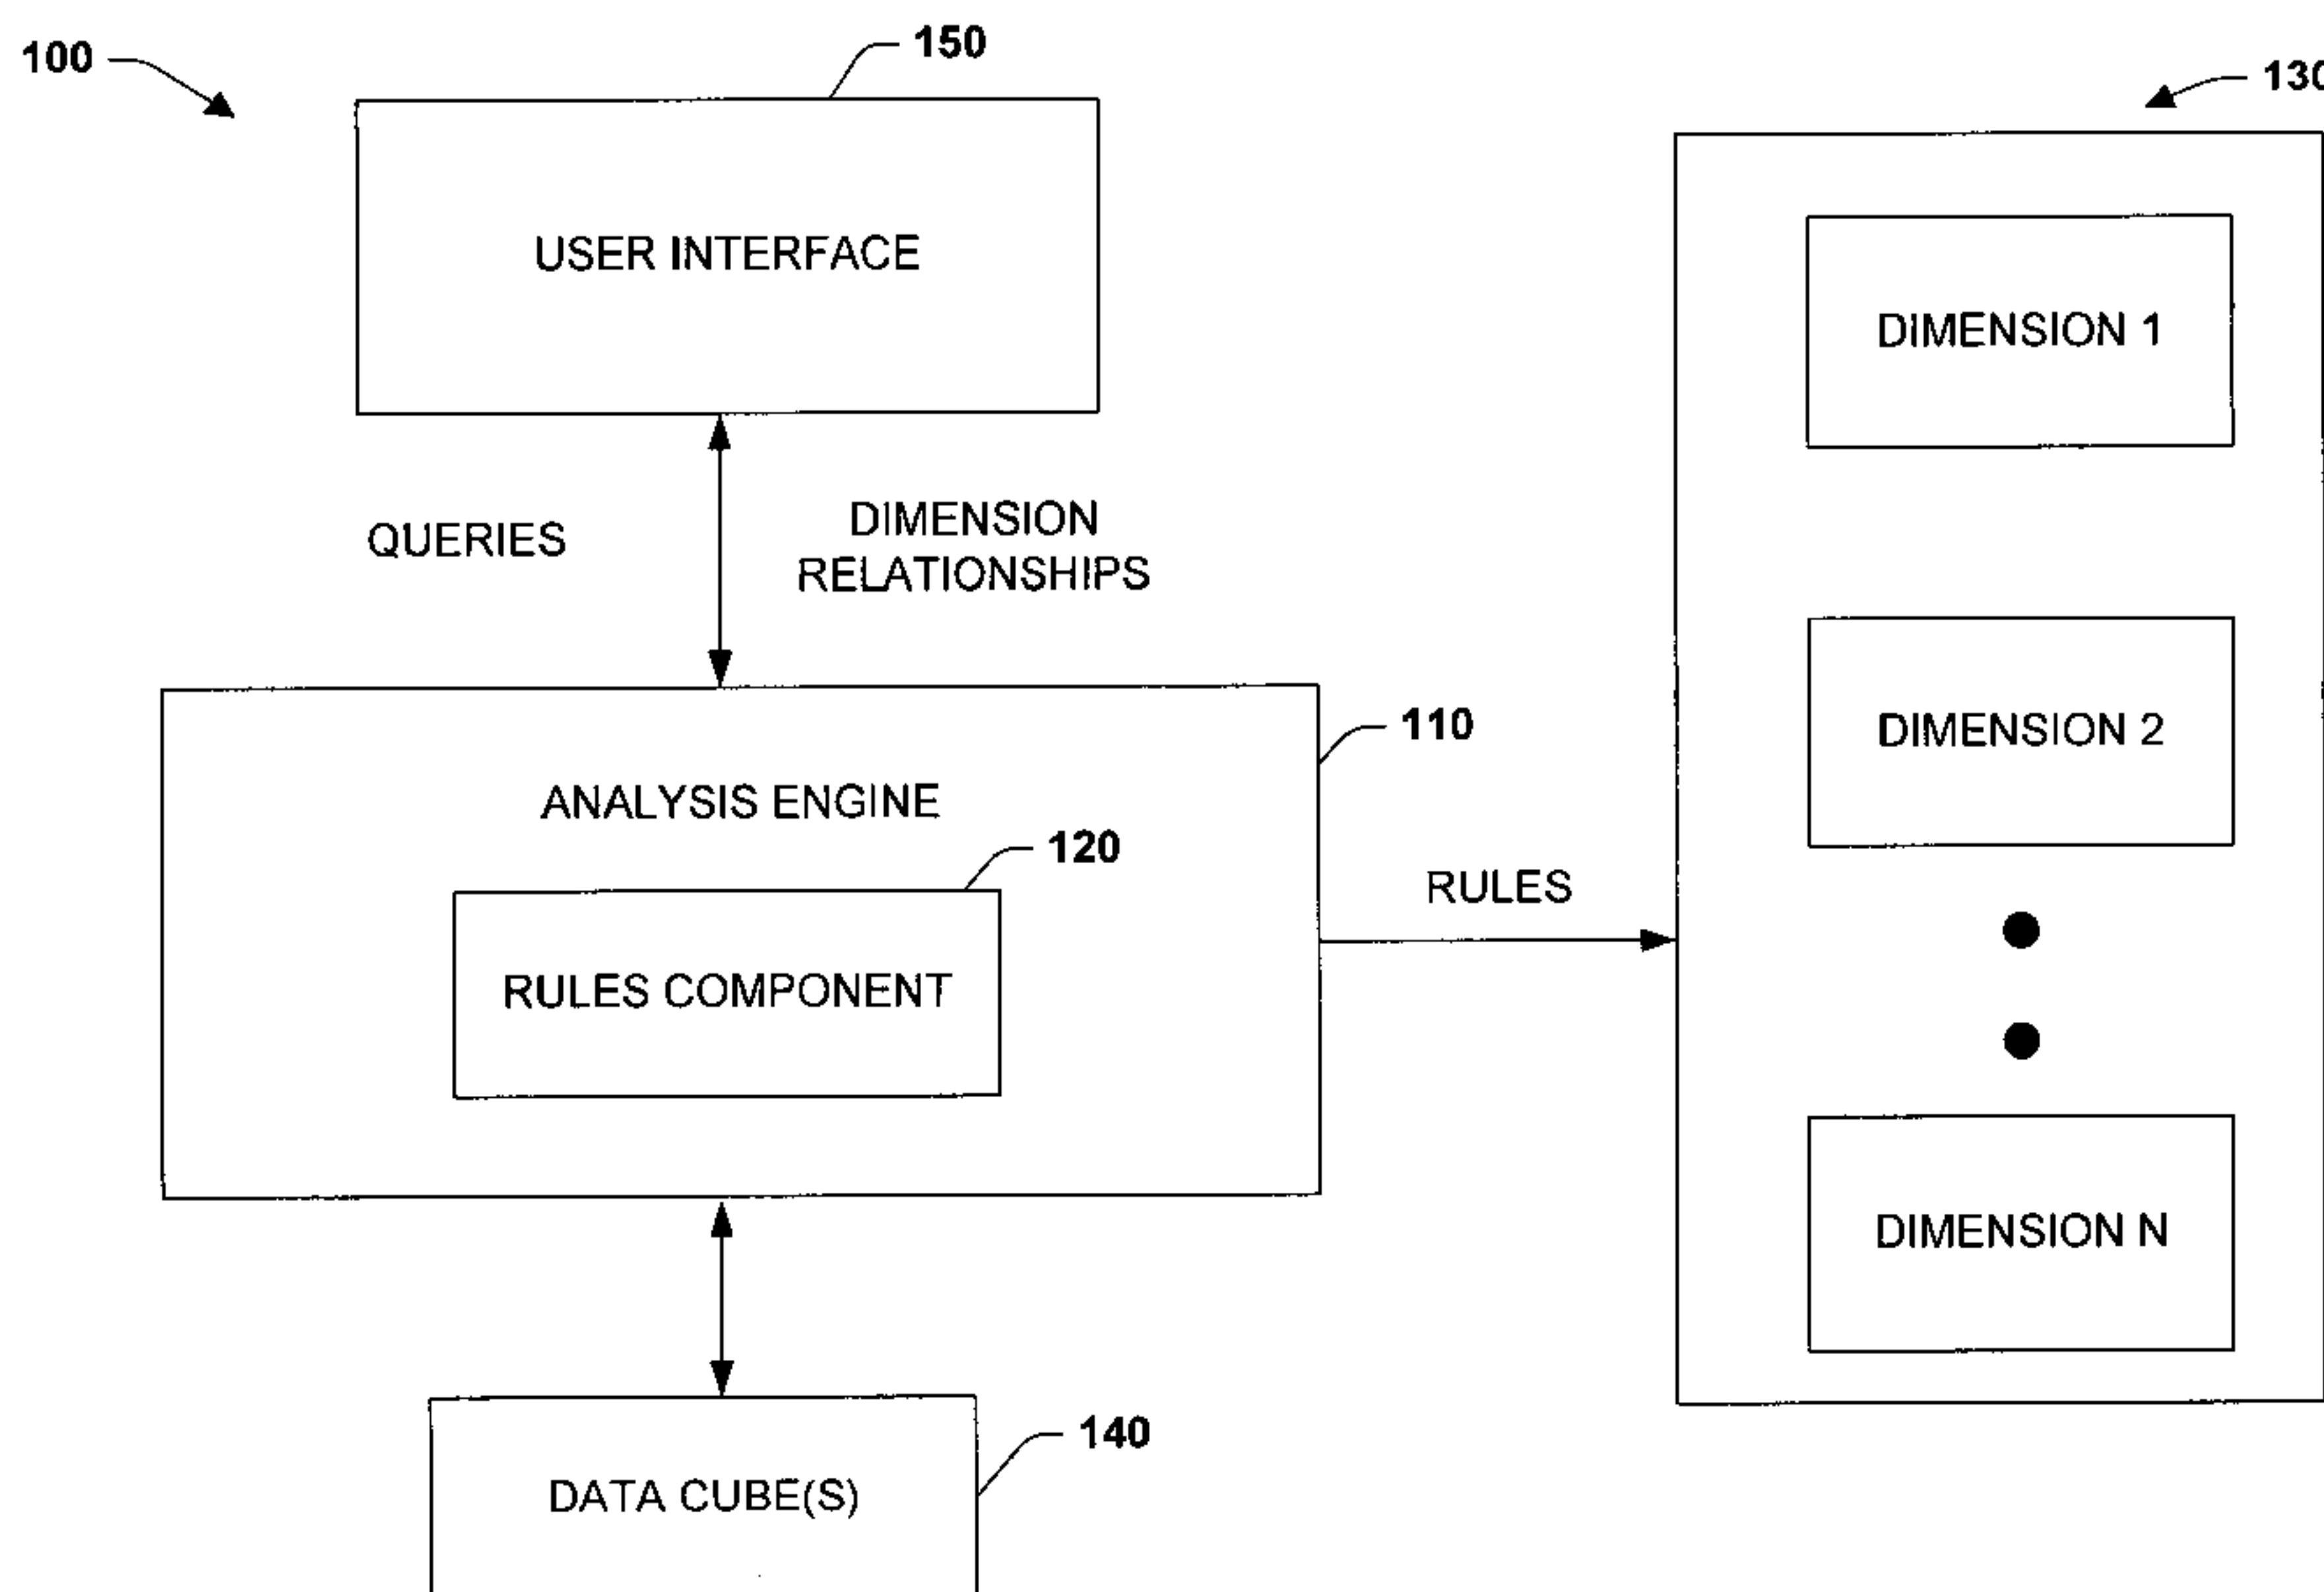 100
150
130
USER INTERFACE
DIMENSION 1
QUERIES
DIMENSION
RELATIONSHIPS
110
DIMENSION 2
ANALYSIS ENGINE
120
RULES
RULES COMPONENT
DIMENSION N
140
DATA CUBE(S)